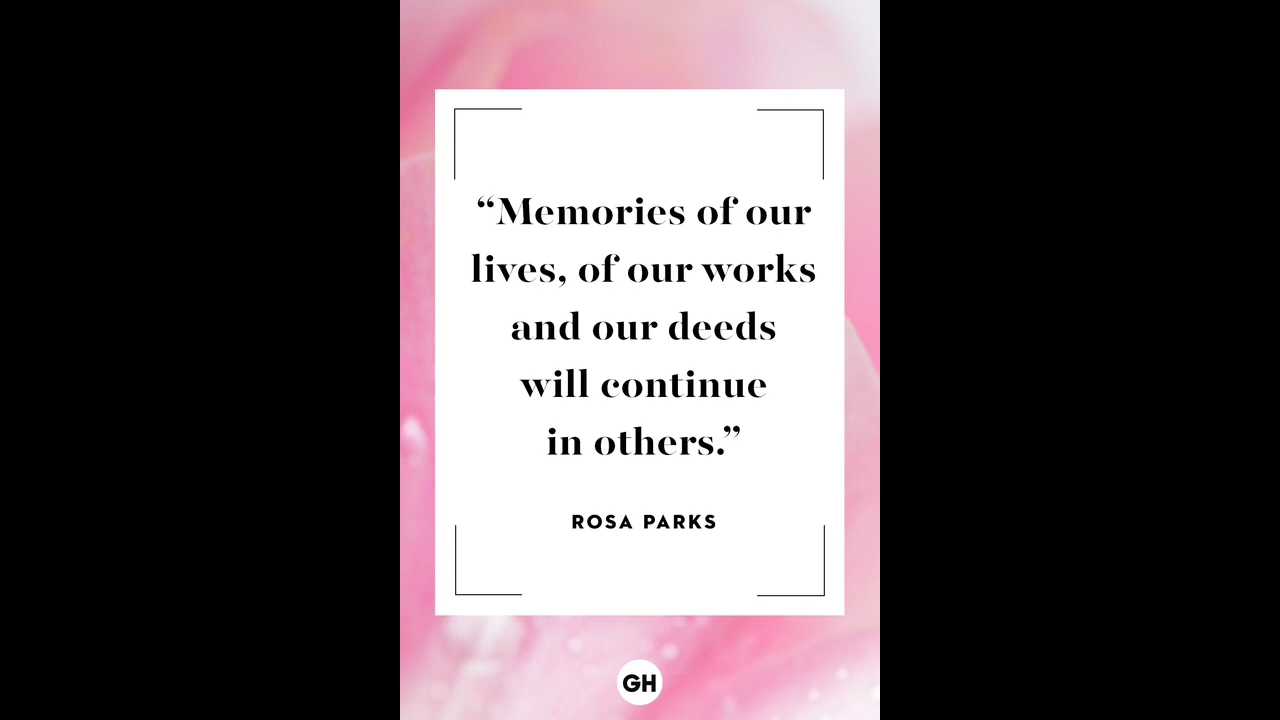 “Memories of our
lives, of our works
and our deeds
will continue
in others.”
ROSA PARKS
GH